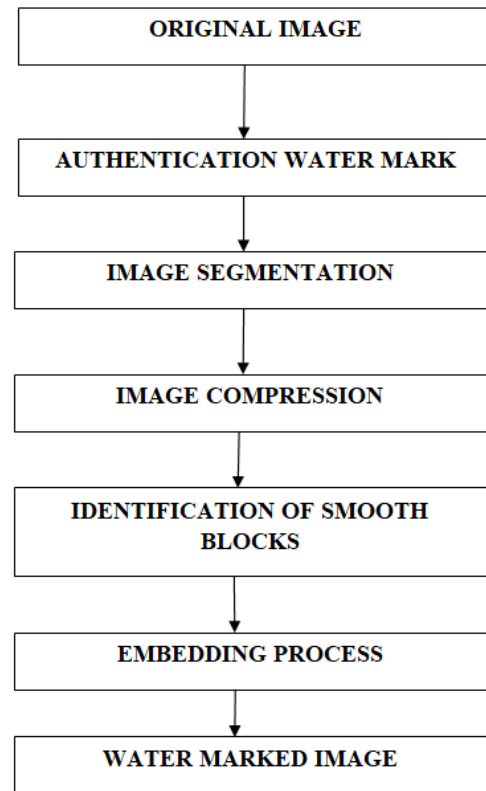 ORIGINAL IMAGE
AUTHENTICATION WATER MARK
IMAGE SEGMENTATION
IMAGE COMPRESSION
IDENTIFICATION OF SMOOTH
BLOCKS
EMBEDDING PROCESS
WATER MARKED IMAGE